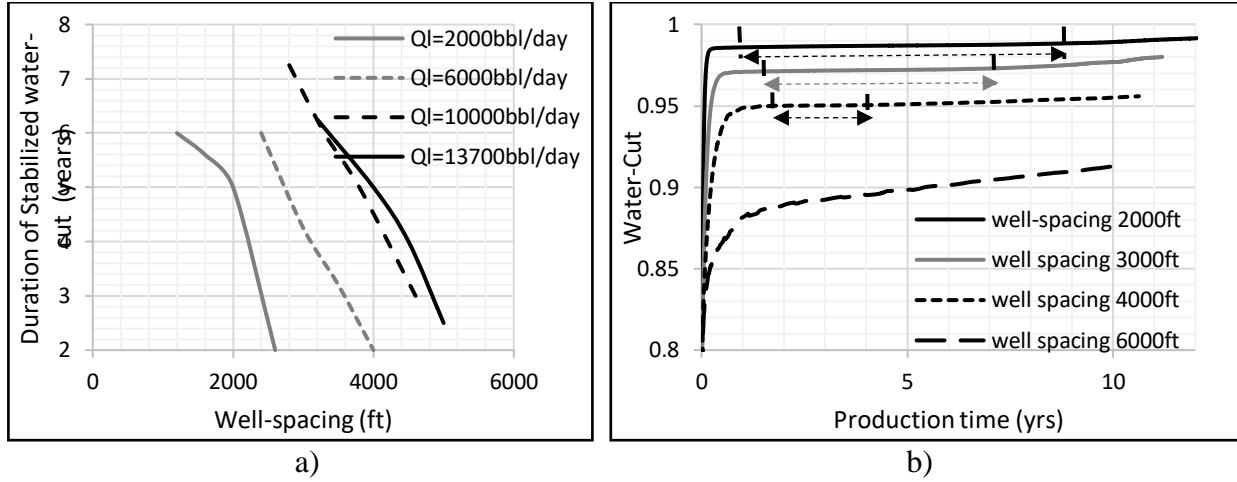 8
7
6
5
4
3
2
0
2000
4000
6000
Duration of Stabilized water-
cut (years)
Well-spacing (ft)
Ql=2000bbl/day
Ql=6000bbl/day
Ql=10000bbl/day
Ql=13700bbl/day
a)
1
0.95
0.9
0.85
0.8
0
5
10
Water-Cut
Production time (yrs)
well-spacing 2000ft
well spacing 3000ft
well spacing 4000ft
well spacing 6000ft
b)